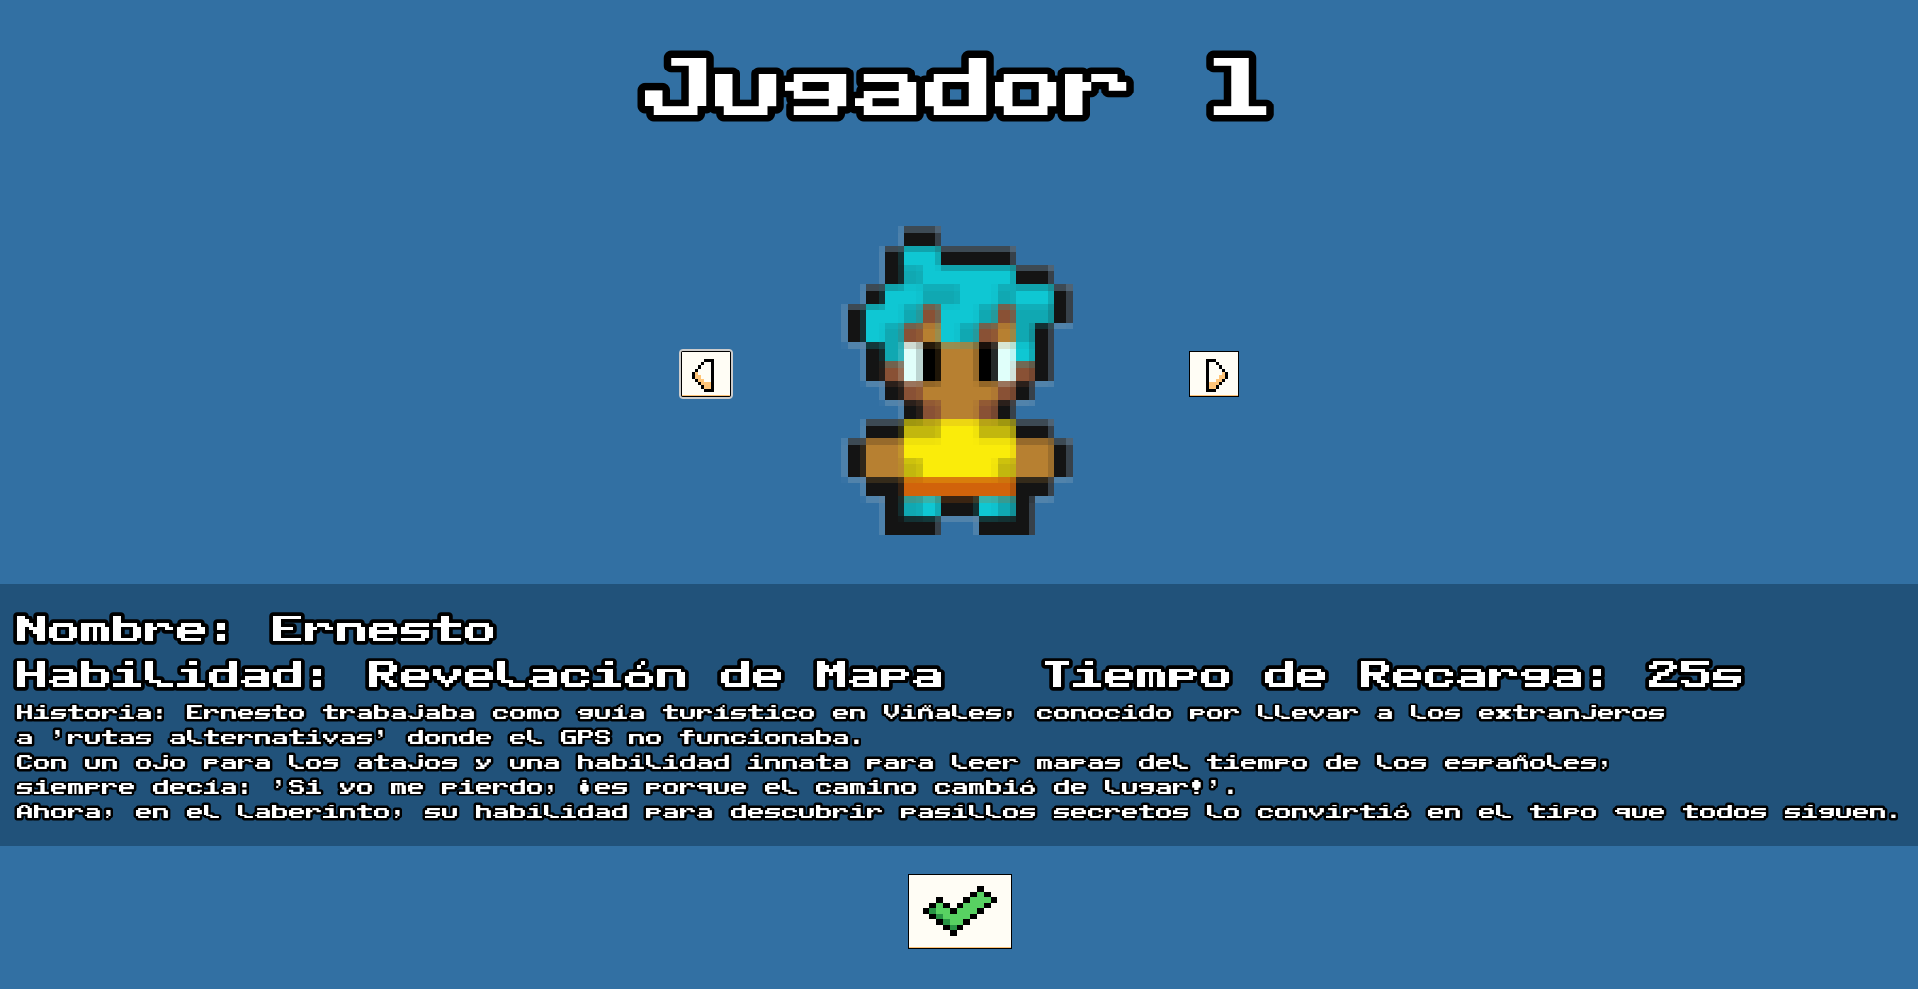 Jugador 1
Nombre: Ernesto
Habilidad: Revelación de Mapa Tiempo de Recarga: 25s
Historia: Ernesto trabajaba como guía turístico en Viñales, conocido por llevar a los extranjeros
a 'rutas alternativas' donde el GPS no funcionaba.
Con un ojo para los atajos y una habilidad innata para leer mapas del tiempo de los españoles,
siempre decía: 'Si yo me pierdo, ¡es porque el camino cambió de lugar!'.
Ahora, en el laberinto, su habilidad para descubrir pasillos secretos lo convirtió en el tipo que todos siguen.